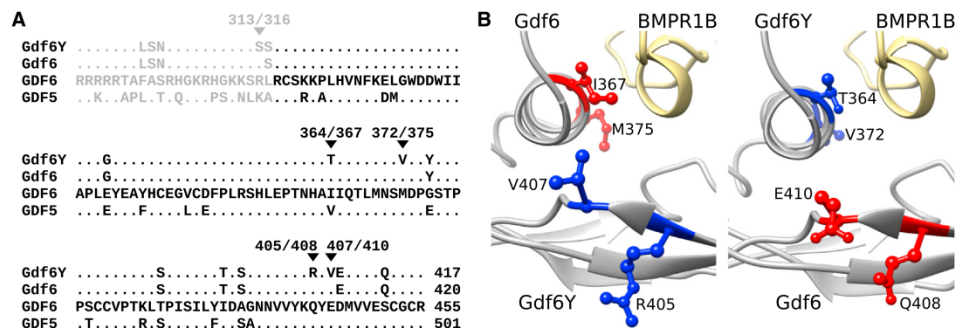 A
313/316
Gdf6Y .......LSN..........SS.....................
Gdf6 .......LSN...........S.....................
GDF6 RRRRRTAFASRHGKRHGKKSRLRCSKKPLHVNFKELGWDDWII
GDF5 ..K..APL.T.Q...PS.NLKA...R.A......DM.......
364/367 372/375
Gdf6Y ...G........................T.......V..Y...
Gdf6 ...G...................................Y...
GDF6 APLEYEAYHCEGVCDFPLRSHLEPTNHAIIQTLMNSMDPGSTP
GDF5 ...E...F....L.E.............V..........E...
405/408 407/410
Gdf6Y .........S......T.S.......R.VE....Q.... 417
Gdf6 .........S......T.S..........E....Q.... 420
GDF6 PSCCVPTKLTPISILYIDAGNNVVYKQYEDMVVESCGCR 455
GDF5 .T.....R.S.....F..SA................... 501
B
Gdf6 BMPR1B
I367
M375
V407
R405
Gdf6Y
Gdf6Y BMPR1B
T364
V372
E410
Q408
Gdf6